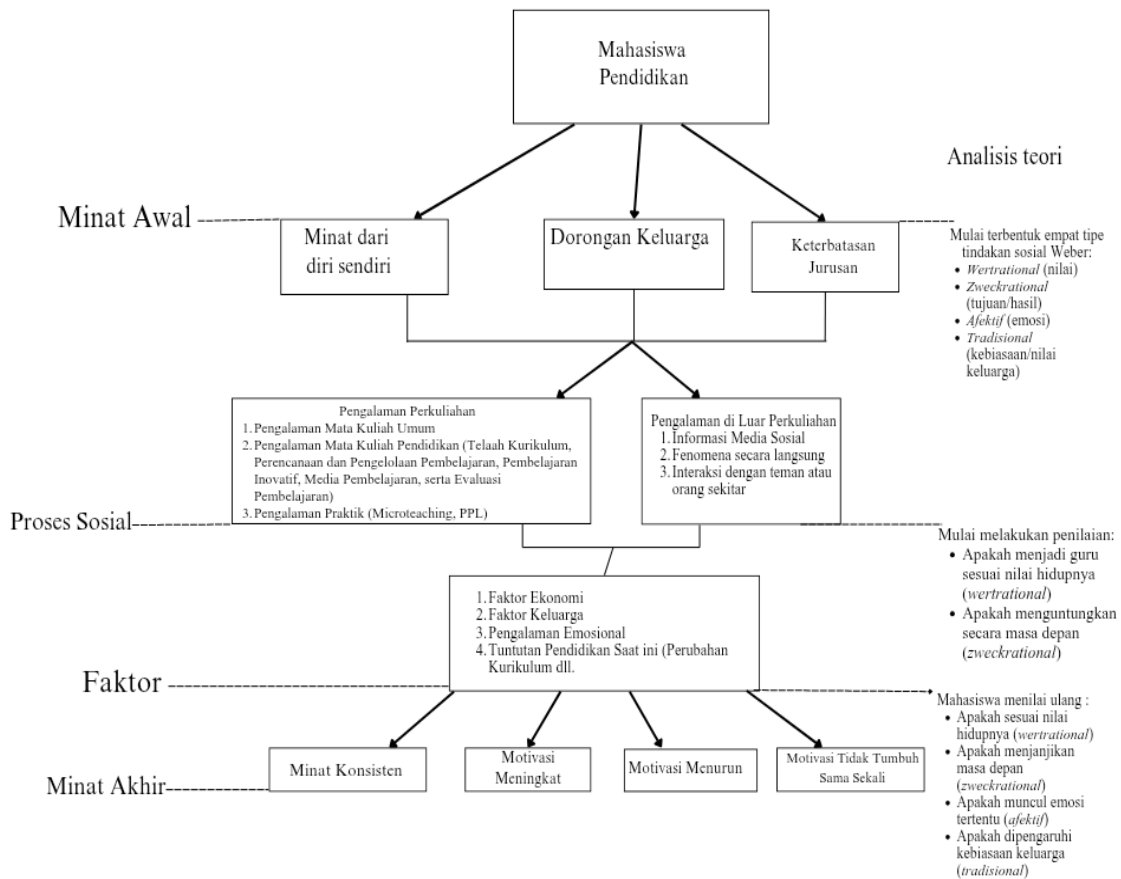 Mahasiswa
Pendidikan
Analisis teori
Minat Awal
Minat dari
diri sendiri
Dorongan Keluarga
Keterbatasan
Jurusan
Mulai terbentuk empat tipe
tindakan sosial Weber:
• Wertrational (nilai)
• Zweckrational
(tujuan/hasil)
• Afektif (emosi)
• Tradisional
(kebiasaan/nilai
keluarga)
Pengalaman Perkuliahan
1. Pengalaman Mata Kuliah Umum
2. Pengalaman Mata Kuliah Pendidikan (Telaah Kurikulum,
Perencanaan dan Pengelolaan Pembelajaran, Pembelajaran
Inovatif, Media Pembelajaran, serta Evaluasi
Pembelajaran)
3. Pengalaman Praktik (Microteaching, PPL)
Pengalaman di Luar Perkuliahan
1. Informasi Media Sosial
2. Fenomena secara langsung
3. Interaksi dengan teman atau
orang sekitar
Proses Sosial
Mulai melakukan penilaian:
• Apakah menjadi guru
sesuai nilai hidupnya
(wertrational)
• Apakah menguntungkan
secara masa depan
(zweckrational)
1. Faktor Ekonomi
2. Faktor Keluarga
3. Pengalaman Emosional
4. Tuntutan Pendidikan Saat ini (Perubahan
Kurikulum dll.
Faktor
Mahasiswa menilai ulang :
• Apakah sesuai nilai
hidupnya (wertrational)
• Apakah menjanjikan
masa depan
(zweckrational)
• Apakah muncul emosi
tertentu (afektif)
• Apakah dipengaruhi
kebiasaan keluarga
(tradisional)
Minat Akhir
Minat Konsisten
Motivasi
Meningkat
Motivasi Menurun
Motivasi Tidak Tumbuh
Sama Sekali